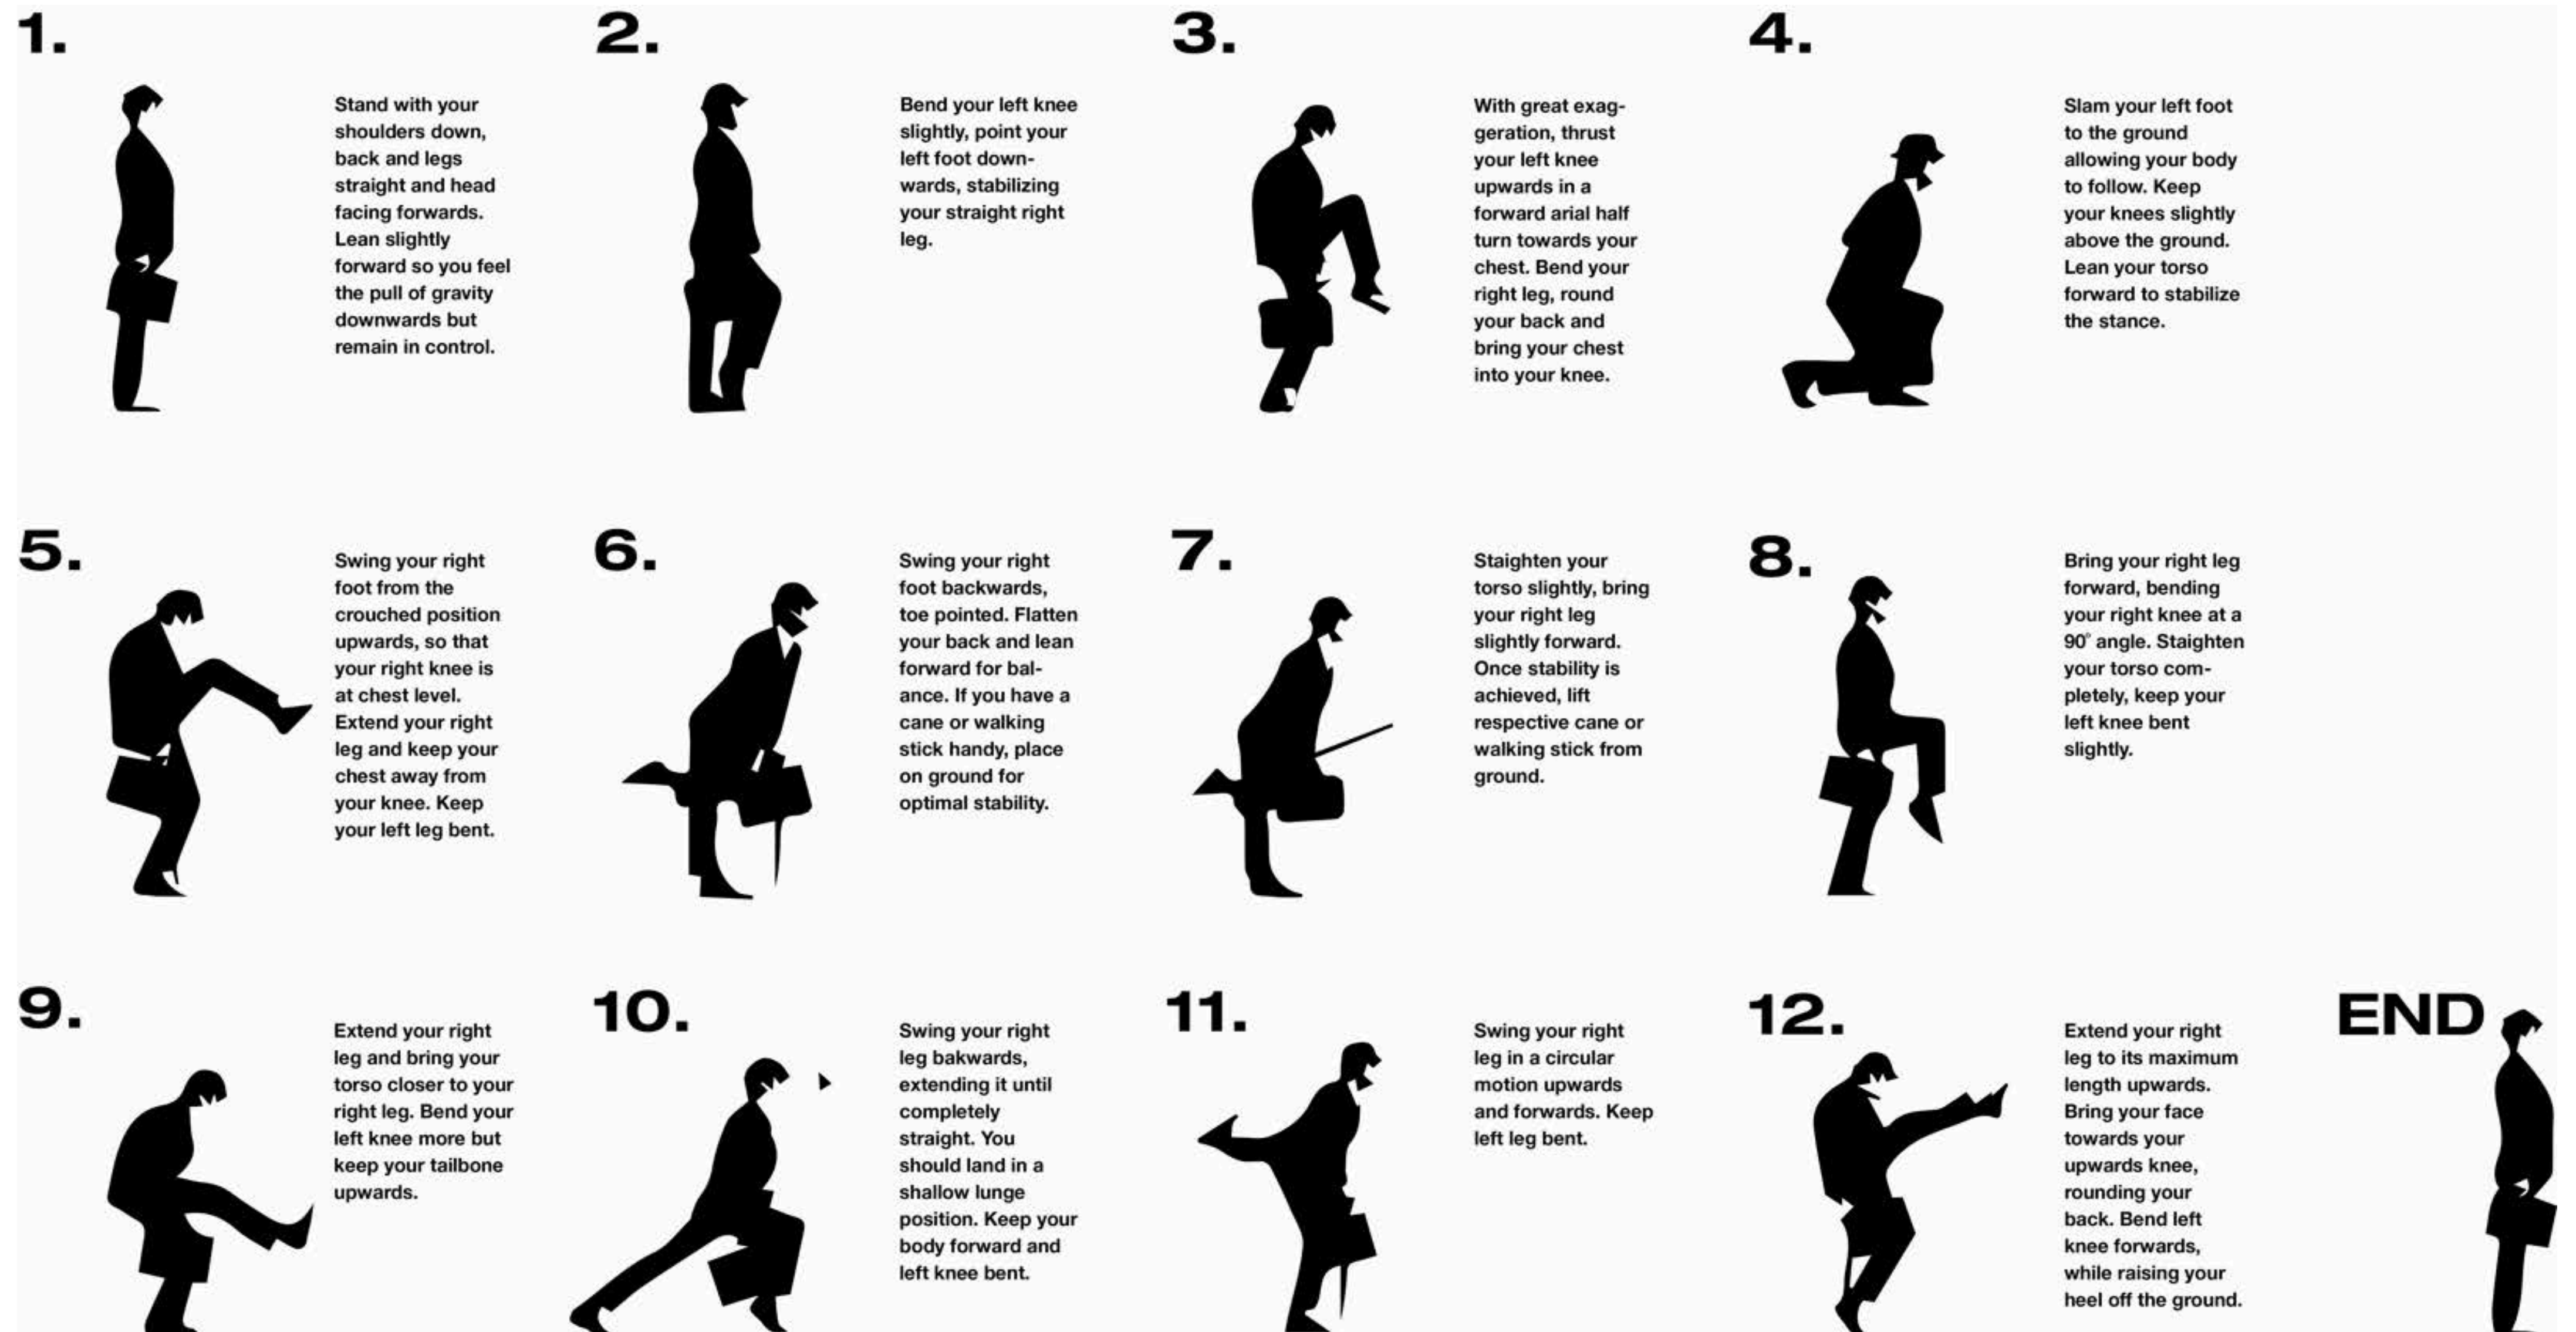 1.
Stand with your
shoulders down,
back and legs
straight and head
facing forwards.
Lean slightly
forward so you feel
the pull of gravity
downwards but
remain in control.
2.
Bend your left knee
slightly, point your
left foot down-
wards, stabilizing
your straight right
leg.
3.
With great exag-
geration, thrust
your left knee
upwards in a
forward arial half
turn towards your
chest. Bend your
right leg, round
your back and
bring your chest
into your knee.
4.
Slam your left foot
to the ground
allowing your body
to follow. Keep
your knees slightly
above the ground.
Lean your torso
forward to stabilize
the stance.
5.
Swing your right
foot from the
crouched position
upwards, so that
your right knee is
at chest level.
Extend your right
leg and keep your
chest away from
your knee. Keep
your left leg bent.
6.
Swing your right
foot backwards,
toe pointed. Flatten
your back and lean
forward for bal-
ance. If you have a
cane or walking
stick handy, place
on ground for
optimal stability.
7.
Staighten your
torso slightly, bring
your right leg
slightly forward.
Once stability is
achieved, lift
respective cane or
walking stick from
ground.
8.
Bring your right leg
forward, bending
your right knee at a
90° angle. Staighten
your torso com-
pletely, keep your
left knee bent
slightly.
9.
Extend your right
leg and bring your
torso closer to your
right leg. Bend your
left knee more but
keep your tailbone
upwards.
10.
Swing your right
leg bakwards,
extending it until
completely
straight. You
should land in a
shallow lunge
position. Keep your
body forward and
left knee bent.
11.
Swing your right
leg in a circular
motion upwards
and forwards. Keep
left leg bent.
12.
Extend your right
leg to its maximum
length upwards.
Bring your face
towards your
upwards knee,
rounding your
back. Bend left
knee forwards,
while raising your
heel off the ground.
END